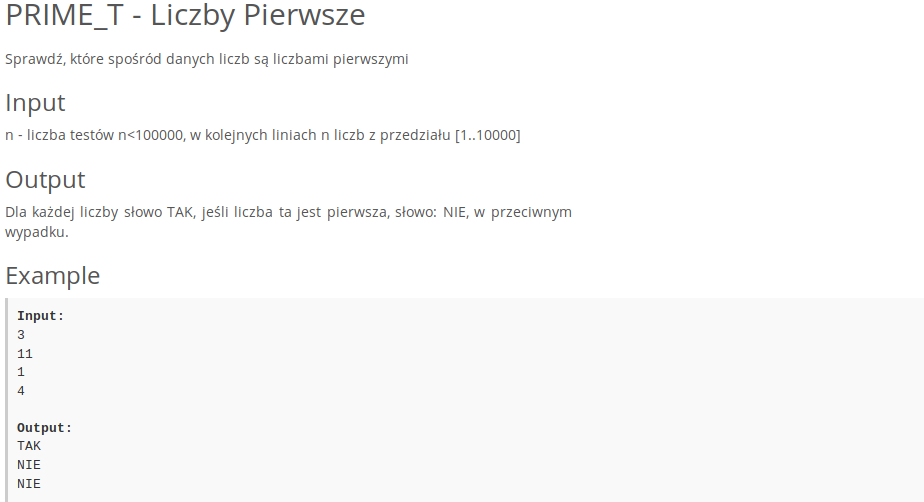 PRIME_T - Liczby Pierwsze
Sprawdź, które spośród danych liczb są liczbami pierwszymi
Input
n - liczba testów n<100000, w kolejnych liniach n liczb z przedziału [1..10000]
Output
Dla każdej liczby słowo TAK, jeśli liczba ta jest pierwsza, słowo: NIE, w przeciwnym
wypadku.
Example
Input:
3
11
1
4
Output:
TAK
NIE
NIE